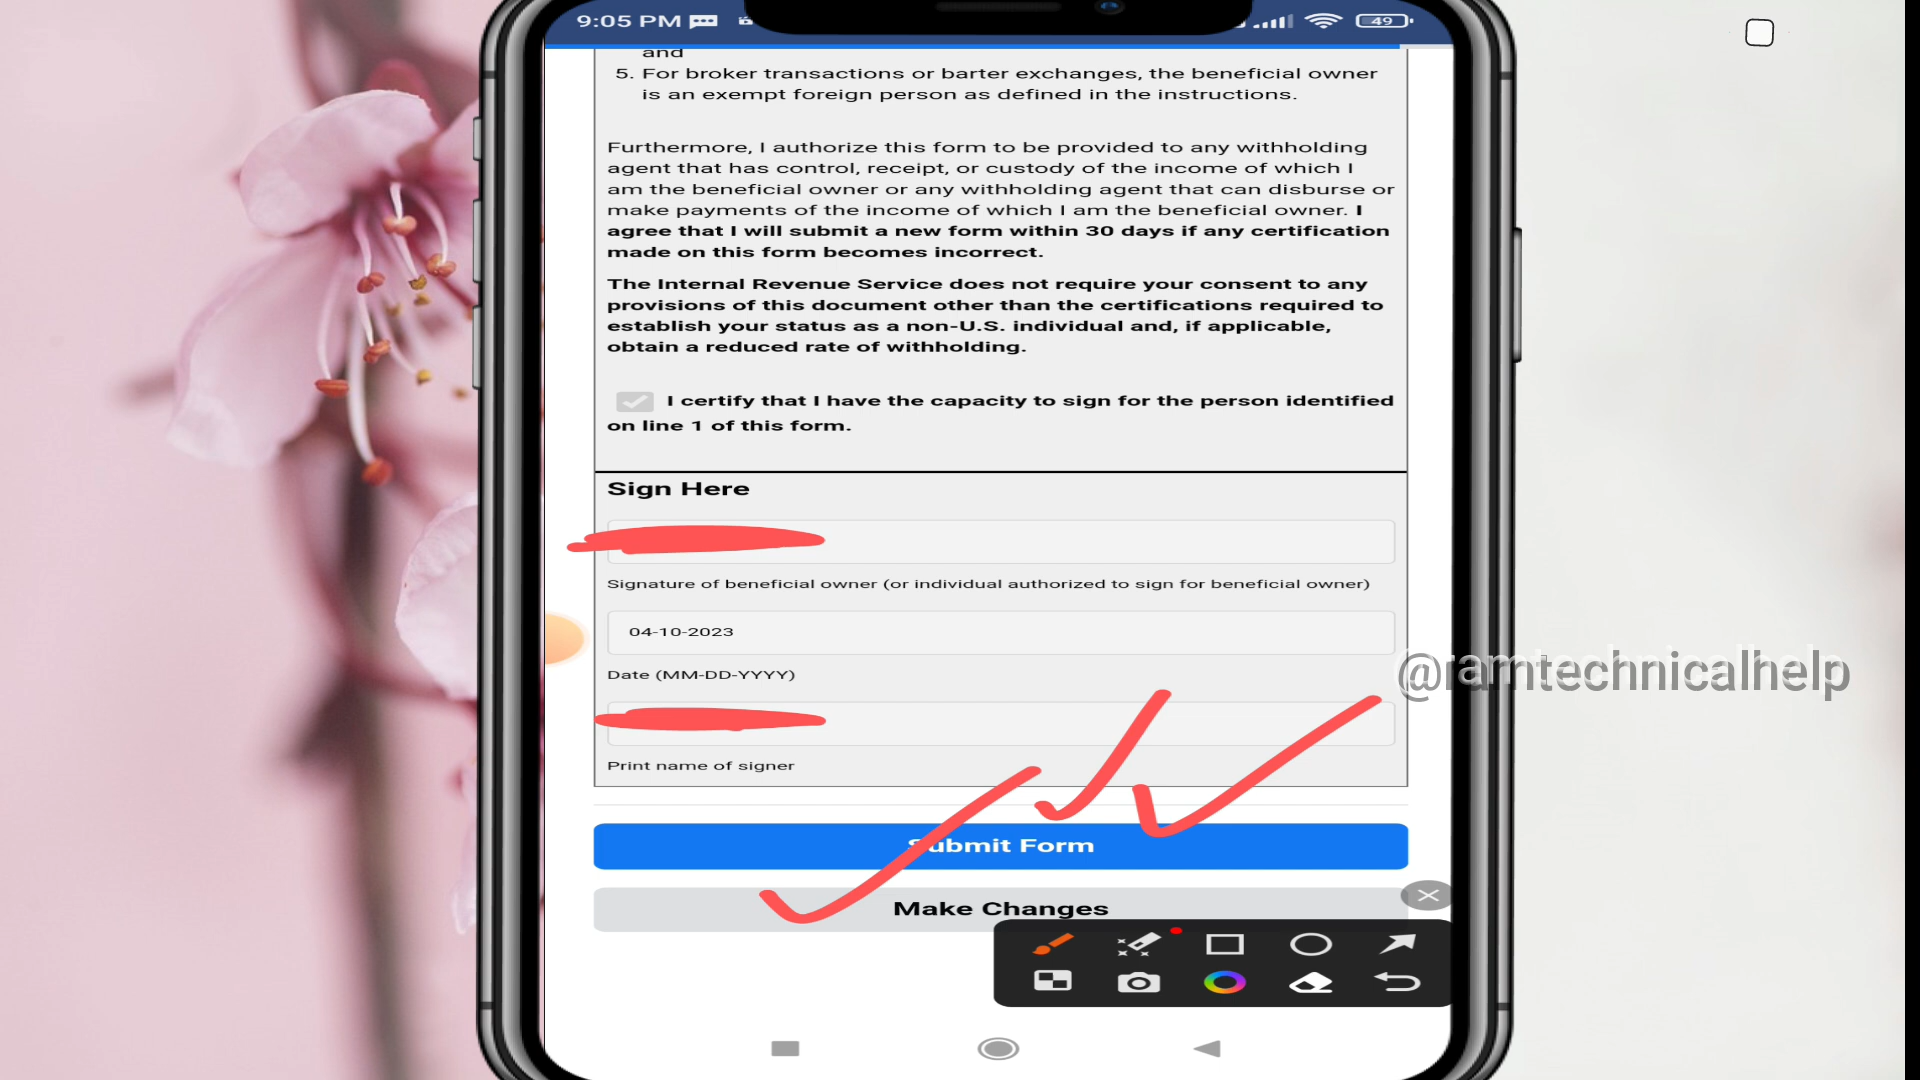 9:05 PM
49
and
5. For broker transactions or barter exchanges, the beneficial owner
is an exempt foreign person as defined in the instructions.
Furthermore, I authorize this form to be provided to any withholding
agent that has control, receipt, or custody of the income of which I
am the beneficial owner or any withholding agent that can disburse or
make payments of the income of which I am the beneficial owner. I
agree that I will submit a new form within 30 days if any certification
made on this form becomes incorrect.
The Internal Revenue Service does not require your consent to any
provisions of this document other than the certifications required to
establish your status as a non-U.S. individual and, if applicable,
obtain a reduced rate of withholding.
I certify that I have the capacity to sign for the person identified
on line 1 of this form.
Sign Here
Signature of beneficial owner (or individual authorized to sign for beneficial owner)
04-10-2023
Date (MM-DD-YYYY)
@iamtechnicalhelp
Print name of signer
Submit Form
Make Changes